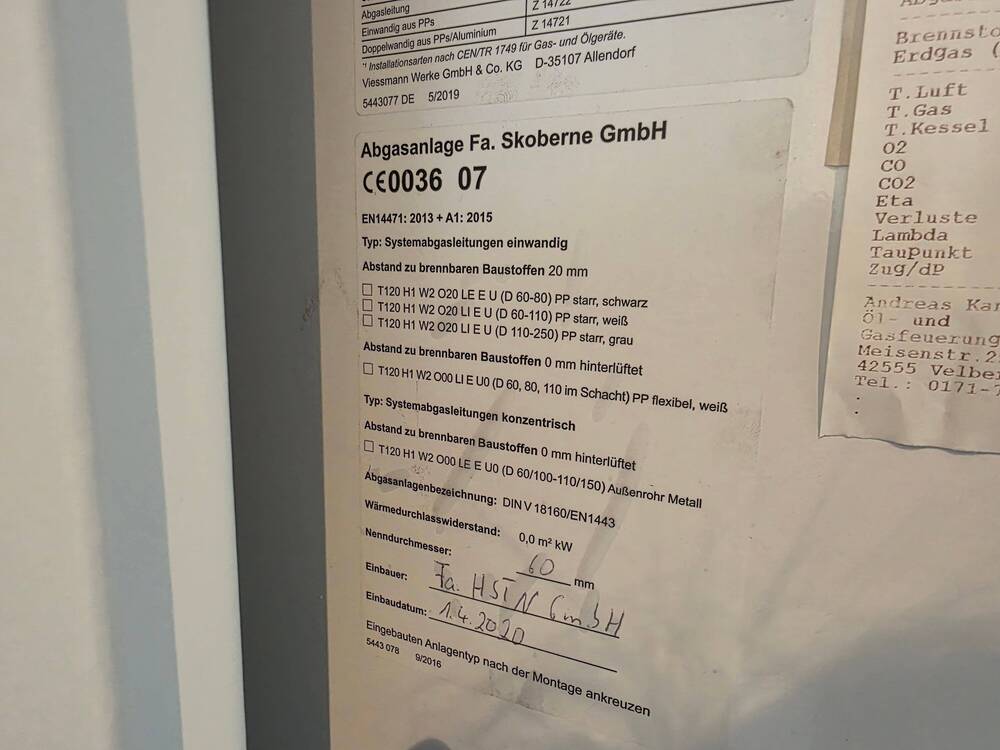 Abgasleitung
Z 14722
Einwandig aus PPs
Doppelwandig aus PPs/Aluminium
Z 14721
*¹ Installationsarten nach CEN/TR 1749 für Gas- und Ölgeräte.
Viessmann Werke GmbH & Co. KG D-35107 Allendorf
5443077 DE 5/2019
Abgasanlage Fa. Skoberne GmbH
CE0036 07
EN14471: 2013 + A1: 2015
Typ: Systemabgasleitungen einwandig
Abstand zu brennbaren Baustoffen 20 mm
☐ T120 H1 W2 O20 LE E U (D 60-80) PP starr, schwarz
☐ T120 H1 W2 O20 LI E U (D 60-110) PP starr, weiß
☐ T120 H1 W2 O20 LI E U (D 110-250) PP starr, grau
Abstand zu brennbaren Baustoffen 0 mm hinterlüftet
☐ T120 H1 W2 O00 LI E U0 (D 60, 80, 110 im Schacht) PP flexibel, weiß
Typ: Systemabgasleitungen konzentrisch
Abstand zu brennbaren Baustoffen 0 mm hinterlüftet
☐ T120 H1 W2 O00 LE E U0 (D 60/100-110/150) Außenrohr Metall
Abgasanlagenbezeichnung: DIN V 18160/EN1443
Wärmedurchlasswiderstand: 0,0 m² kW
Nenndurchmesser: 60 mm
Einbauer: Fa. HSTN GmbH
Einbaudatum: 1.4.2020
Eingebauten Anlagentyp nach der Montage ankreuzen
5443 078 9/2016
Erdgas
T.Luft
T.Gas
T.Kessel
O2
CO
CO2
Eta
Verluste
Lambda
Taupunkt
Zug/dP
Andreas
Öl- und
Gasfeuerung
Meisenstr.
42555
Tel.: 0171-